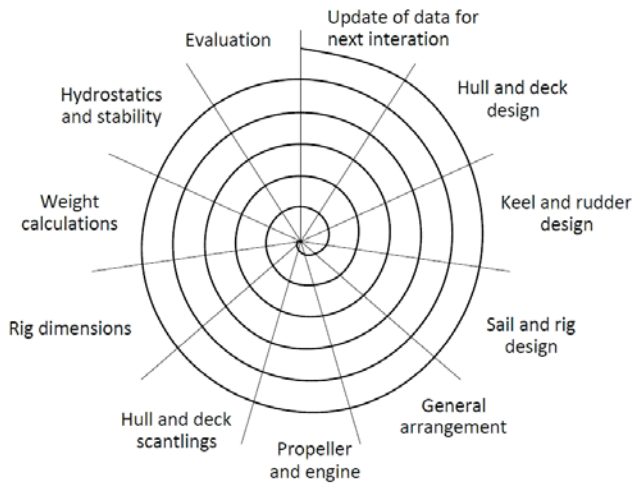 Update of data for
next interation
Hull and deck
design
Keel and rudder
design
Sail and rig
design
General
arrangement
Propeller
and engine
Hull and deck
scantlings
Rig dimensions
Weight
calculations
Hydrostatics
and stability
Evaluation